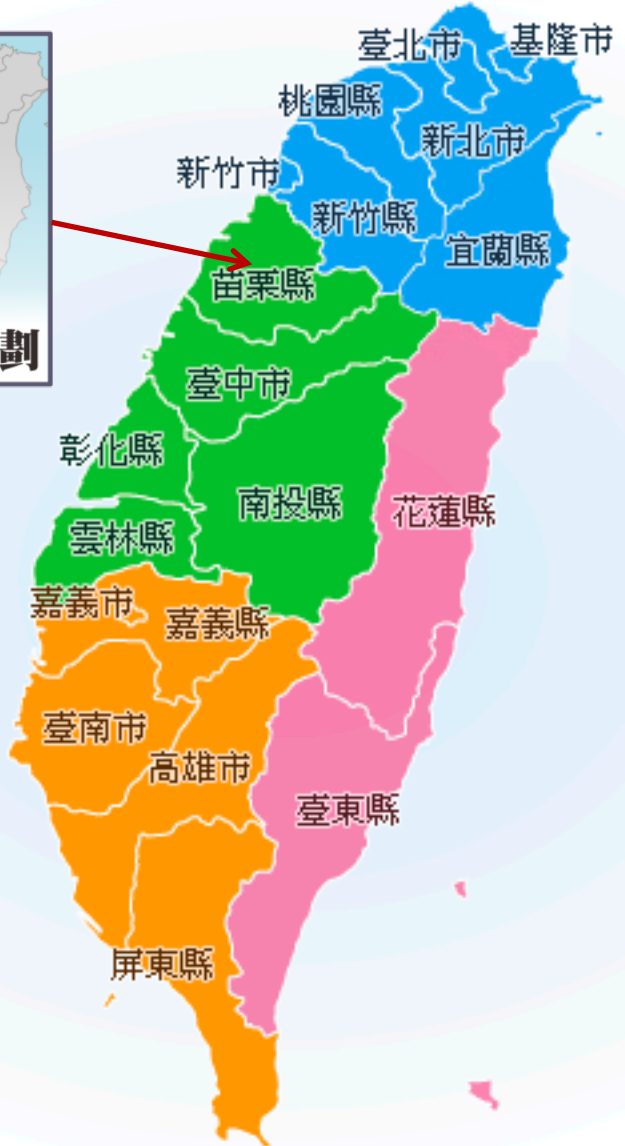 臺北市
基隆市
桃園縣
新北市
新竹市
新竹縣
宜蘭縣
苗栗縣
劃
臺中市
彰化縣
南投縣
花蓮縣
雲林縣
嘉義市
嘉義縣
臺南市
高雄市
臺東縣
屏東縣